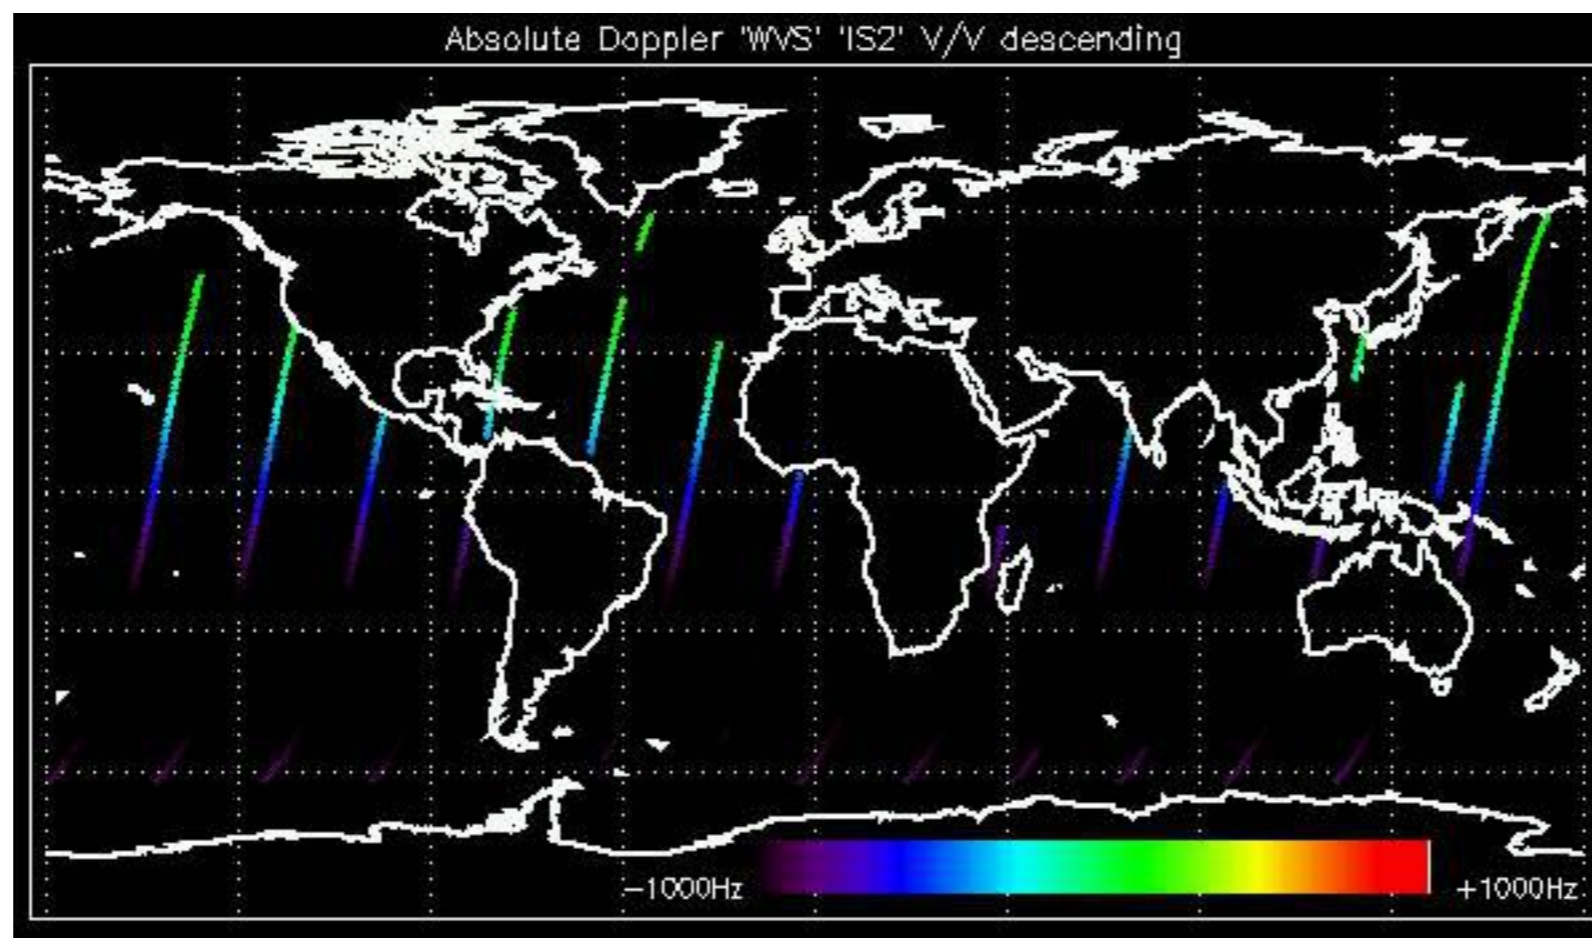 Absolute Doppler 'WVS' 'IS2' V/V descending
−1000Hz
+1000Hz